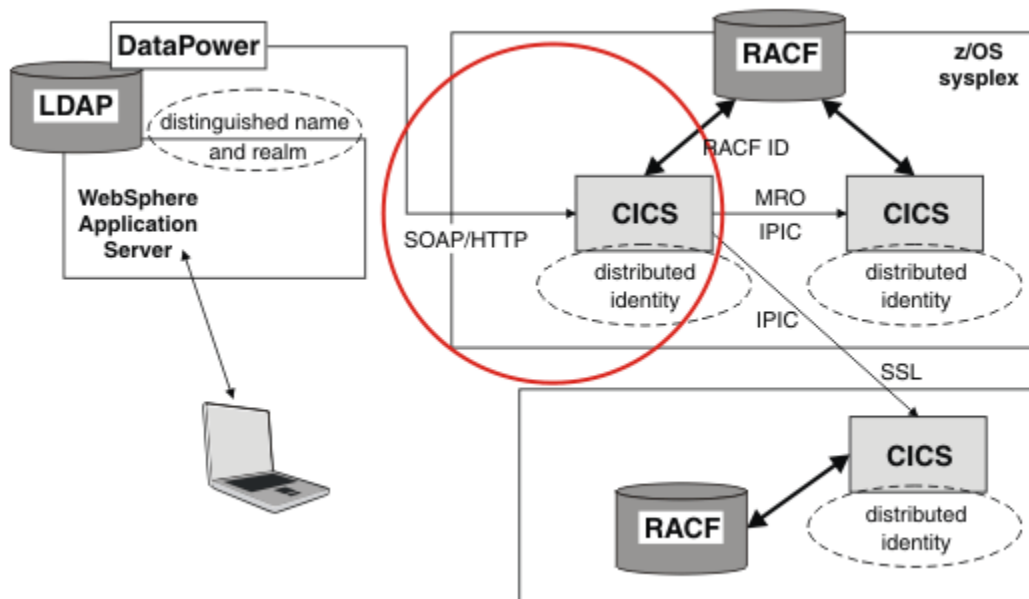 DataPower
LDAP
distinguished name
and realm
WebSphere
Application
Server
SOAP/HTTP
RACF
z/OS
sysplex
RACF ID
CICS
distributed
identity
MRO
IPIC
CICS
distributed
identity
IPIC
SSL
CICS
distributed
identity
RACF